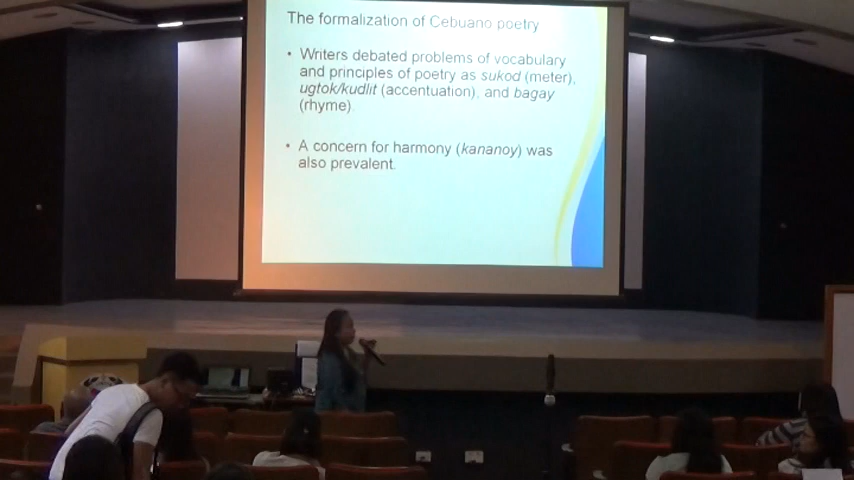 The formalization of Cebuano poetry
• Writers debated problems of vocabulary
and principles of poetry as sukod (meter),
ugtok/kudlit (accentuation), and bagay
(rhyme).
• A concern for harmony (kananoy) was
also prevalent.